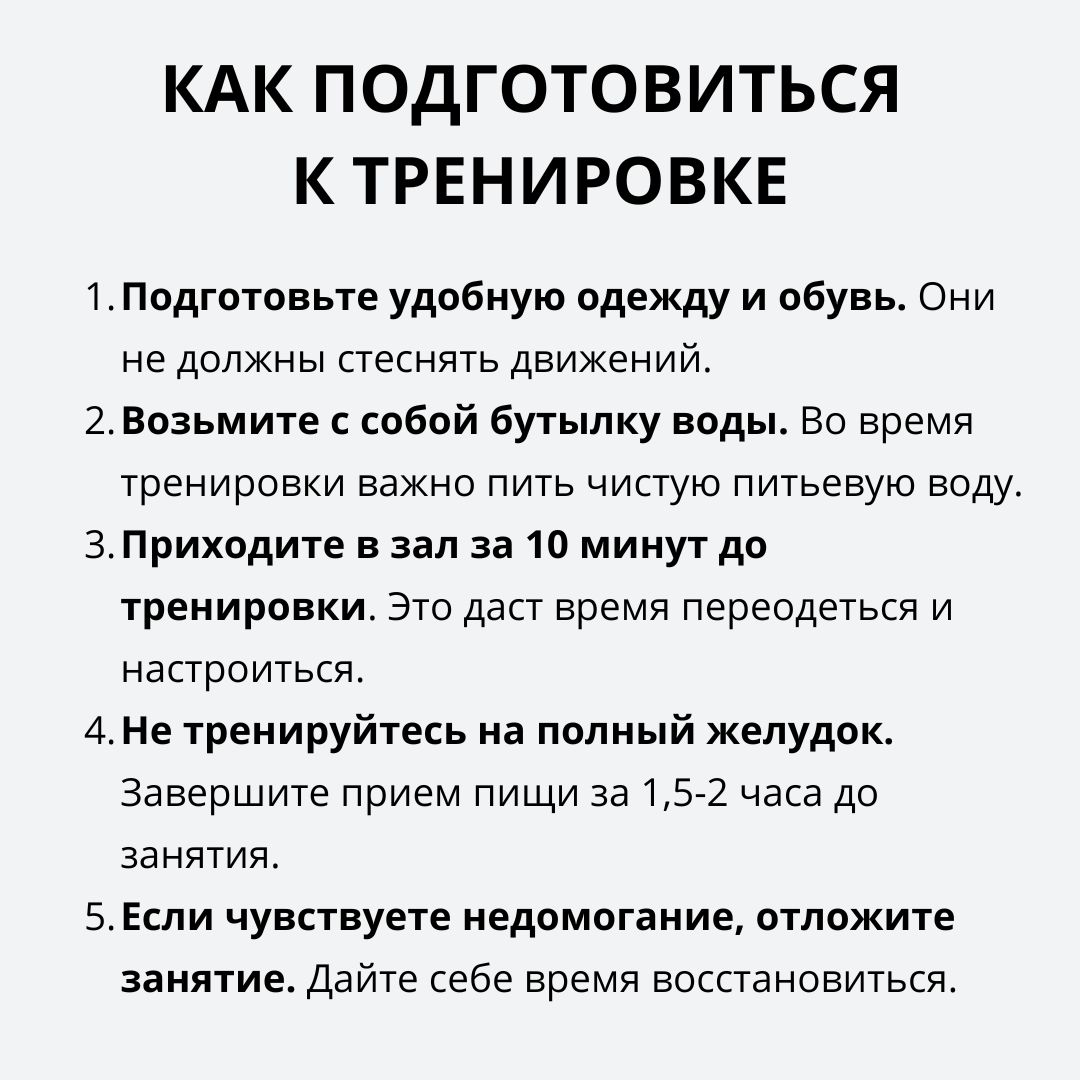 КАК ПОДГОТОВИТЬСЯ
К ТРЕНИРОВКЕ
1. Подготовьте удобную одежду и обувь. Они
не должны стеснять движений.
2. Возьмите с собой бутылку воды. Во время
тренировки важно пить чистую питьевую воду.
3. Приходите в зал за 10 минут до
тренировки. Это даст время переодеться и
настроиться.
4. Не тренируйтесь на полный желудок.
Завершите прием пищи за 1,5-2 часа до
занятия.
5. Если чувствуете недомогание, отложите
занятие. Дайте себе время восстановиться.